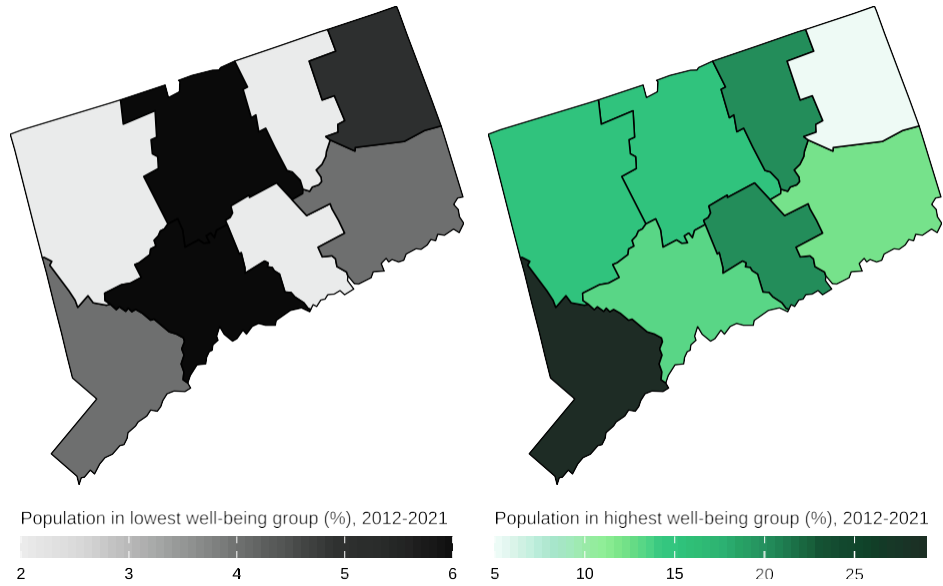 Population in lowest well-being group (%), 2012-2021
2 3 4 5 6
Population in highest well-being group (%), 2012-2021
5 10 15 20 25